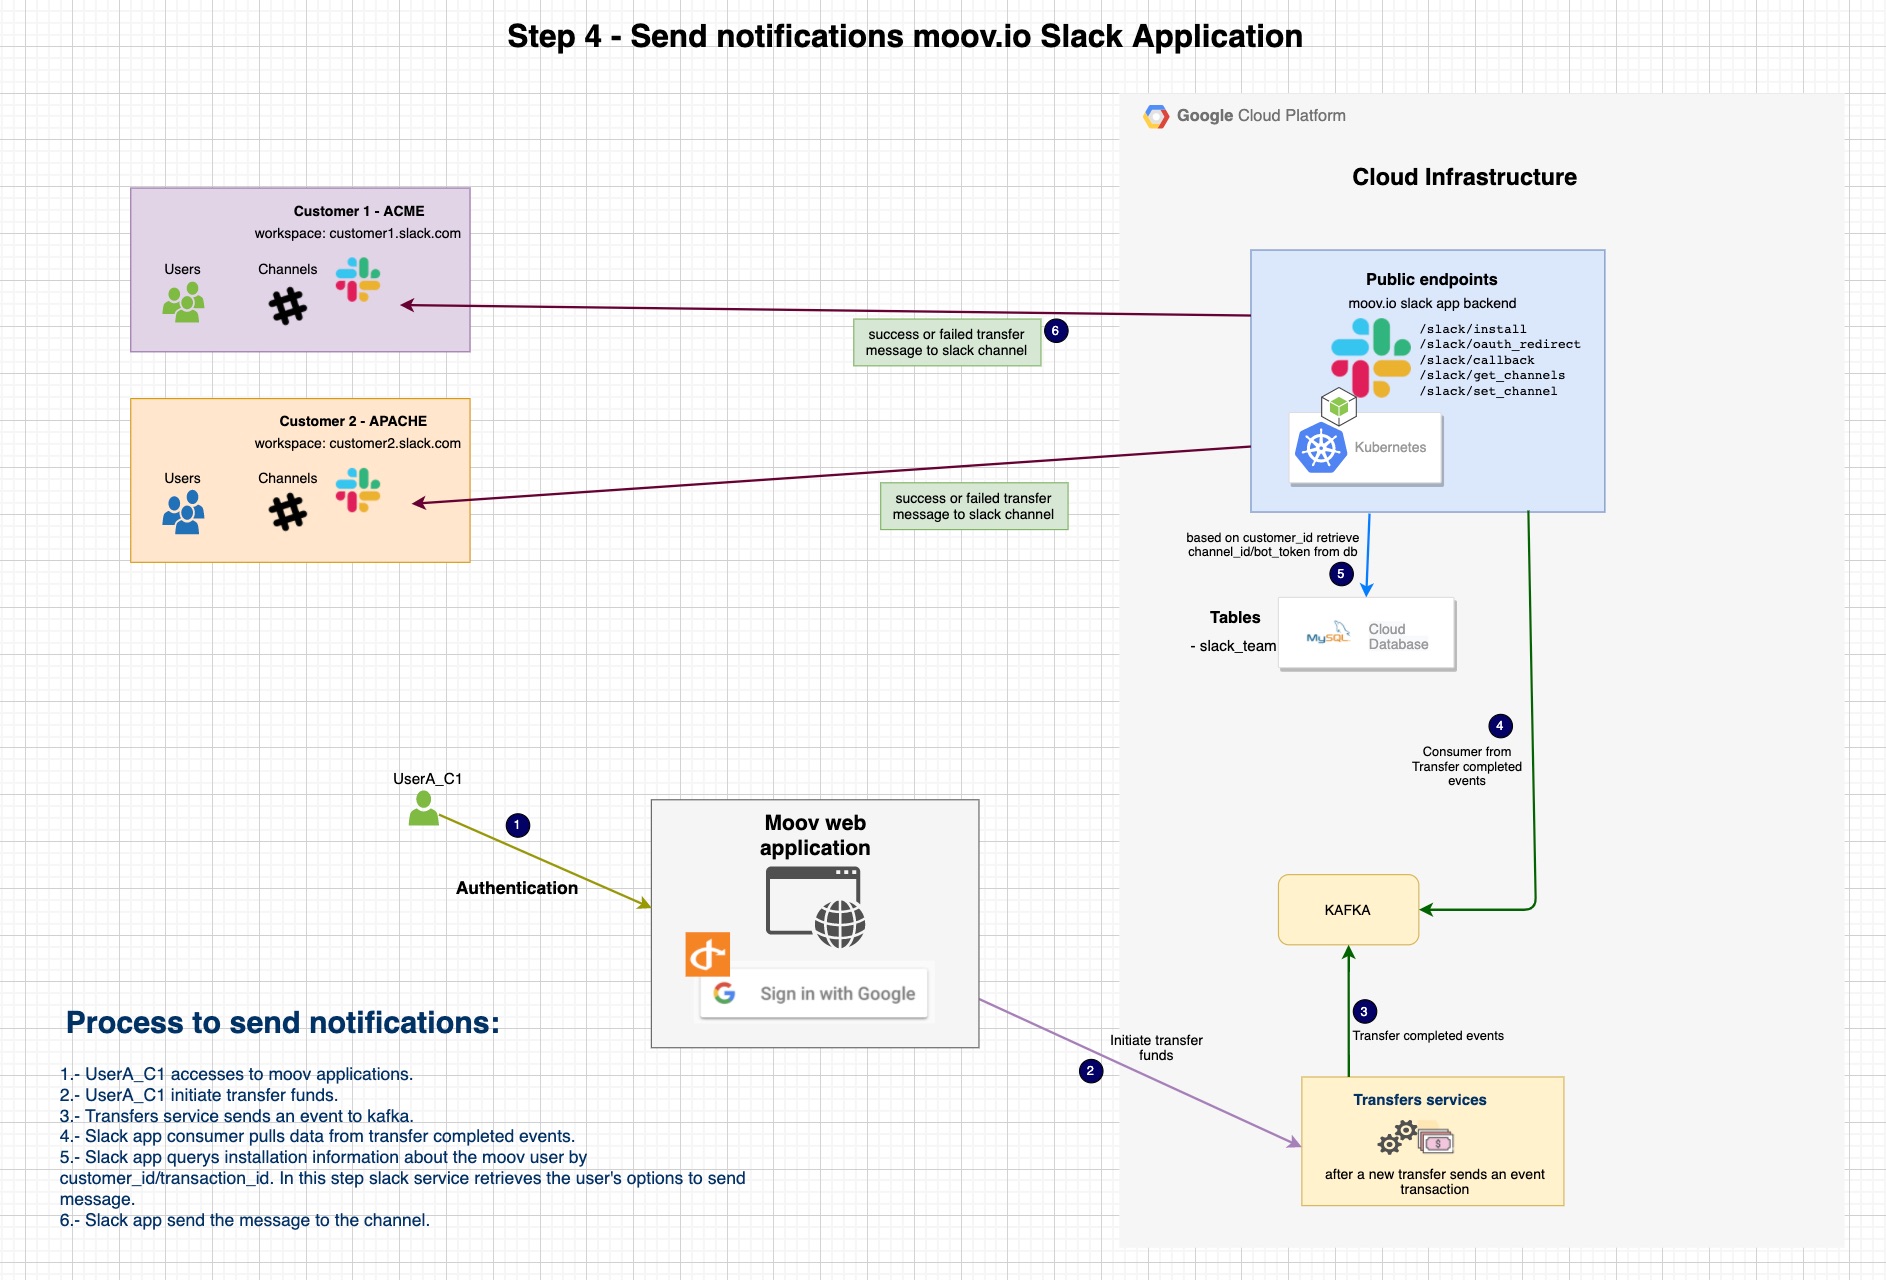 Step 4 - Send notifications moov.io Slack Application
Google Cloud Platform
Cloud Infrastructure
Customer 1 - ACME
workspace: customer1.slack.com
Users
Channels
Public endpoints
moov.io slack app backend
/slack/install
/slack/oauth_redirect
/slack/callback
/slack/get_channels
/slack/set_channel
Kubernetes
success or failed transfer
message to slack channel
6
Customer 2 - APACHE
workspace: customer2.slack.com
Users
Channels
success or failed transfer
message to slack channel
based on customer_id retrieve
channel_id/bot_token from db
5
Tables
- slack_team
MySQL
Cloud
Database
4
Consumer from
Transfer completed
events
UserA_C1
1
Authentication
Moov web
application
Sign in with Google
KAFKA
3
Transfer completed events
Initiate transfer
funds
2
Transfers services
$
after a new transfer sends an event
transaction
Process to send notifications:
1.- UserA_C1 accesses to moov applications.
2.- UserA_C1 initiate transfer funds.
3.- Transfers service sends an event to kafka.
4.- Slack app consumer pulls data from transfer completed events.
5.- Slack app querys installation information about the moov user by
customer_id/transaction_id. In this step slack service retrieves the user's options to send
message.
6.- Slack app send the message to the channel.